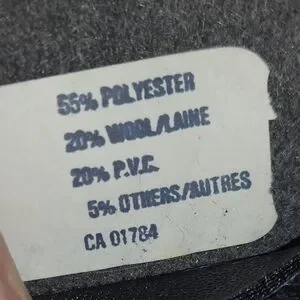 55% POLYESTER
20% WOOL/LAINE
20% P.V.C.
5% OTHERS/AUTRES
CA 01784